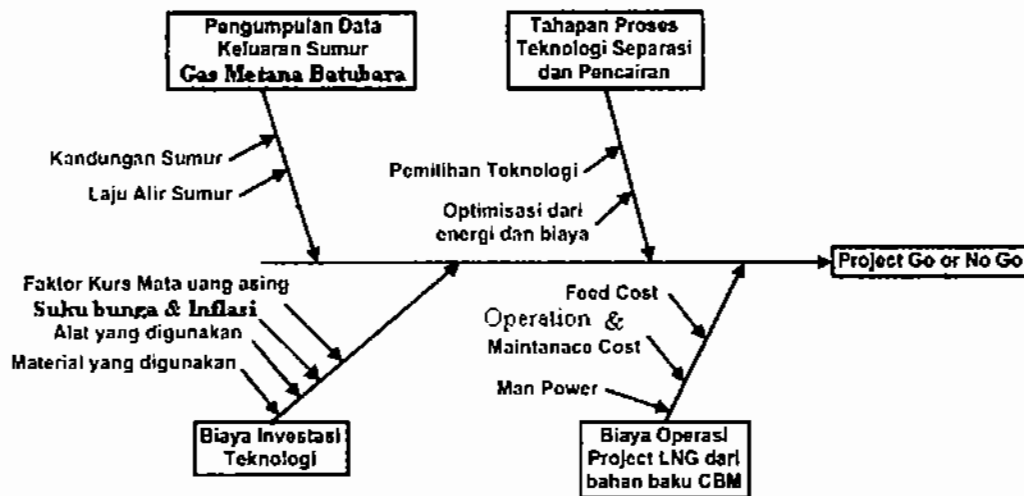 Pengumpulan Data
Keluaran Sumur
Gas Metana Batubara
Tahapan Proses
Teknologi Separasi
dan Pencairan
Kandungan Sumur
Laju Alir Sumur
Pemilihan Teknologi
Optimisasi dari
energi dan biaya
Project Go or No Go
Faktor Kurs Mata uang asing
Suku bunga & Inflasi
Alat yang digunakan
Material yang digunakan
Feed Cost
Operation &
Maintanace Cost
Man Power
Biaya Investasi
Teknologi
Biaya Operasi
Project LNG dari
bahan baku CBM